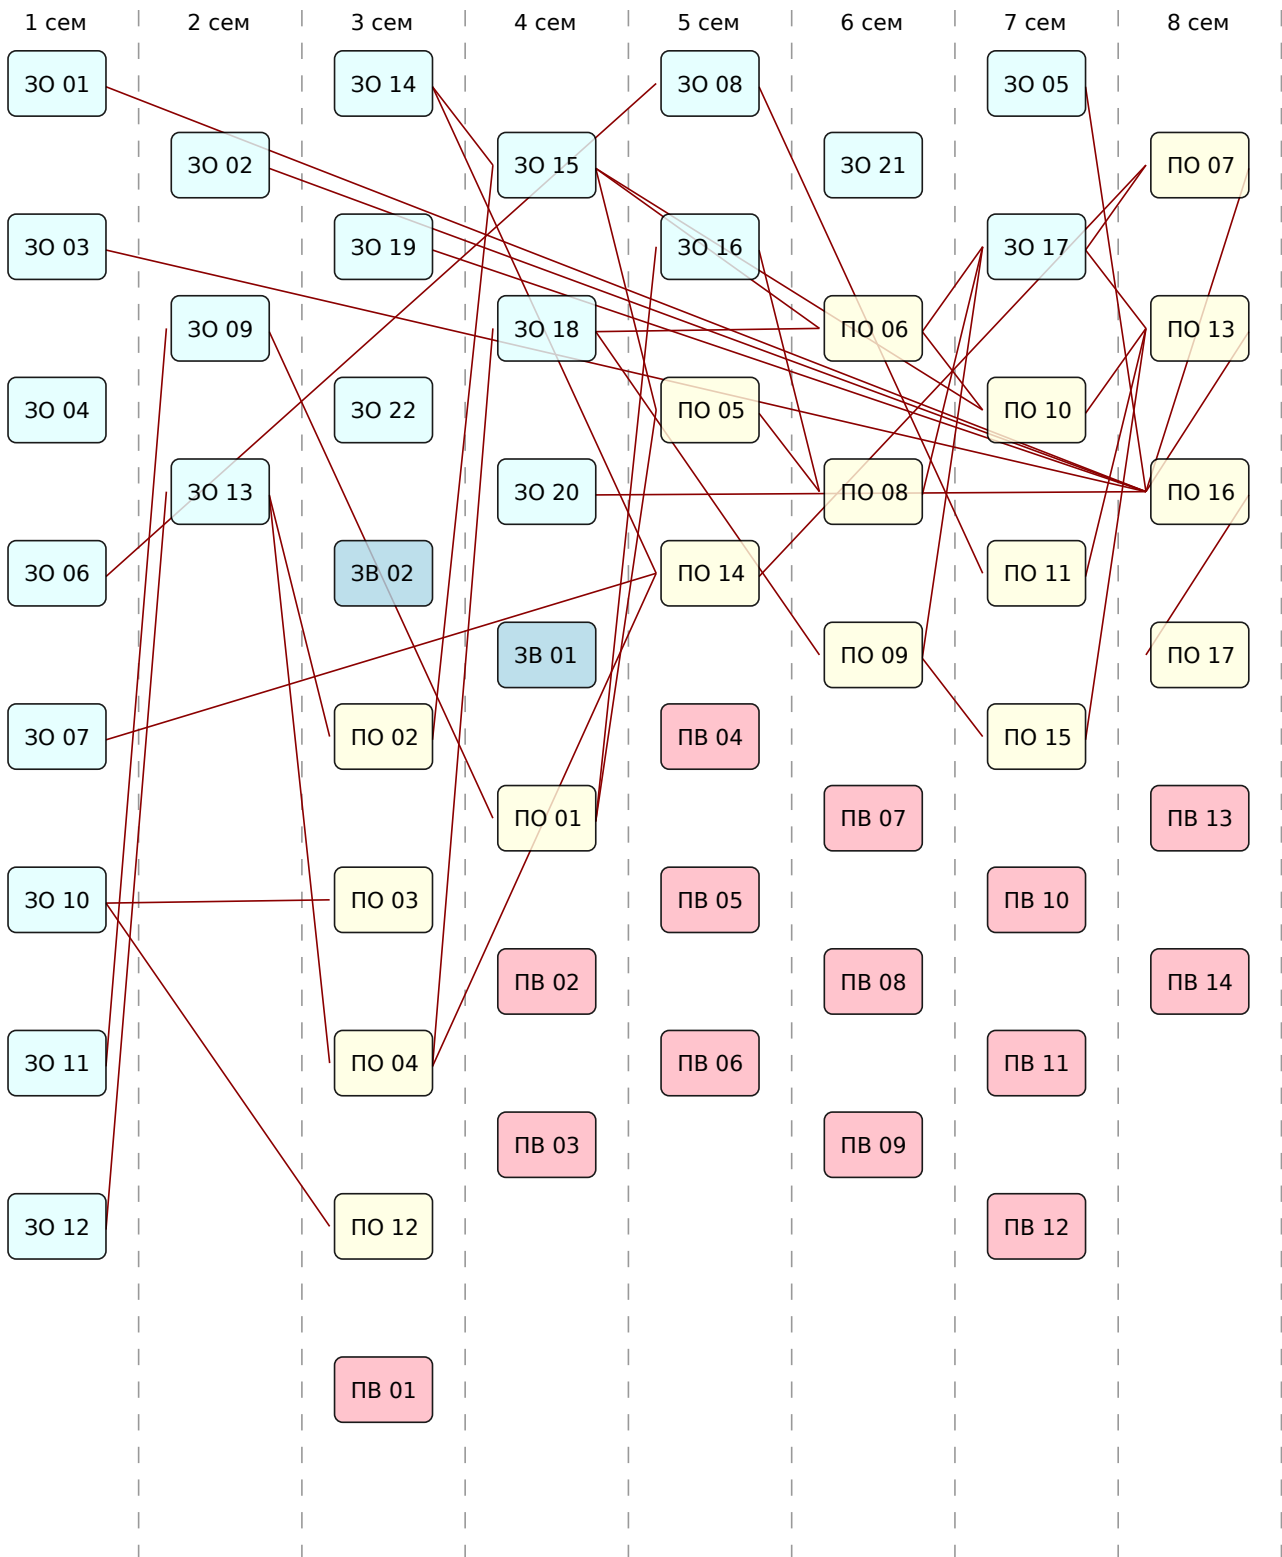 1 сем 2 сем 3 сем 4 сем 5 сем 6 сем 7 сем 8 сем
ЗО 01 ЗО 14 ЗО 08 ЗО 05
ЗО 02 ЗО 15 ЗО 21 ПО 07
ЗО 03 ЗО 19 ЗО 16 ЗО 17
ЗО 09 ЗО 18 ПО 06 ПО 13
ЗО 04 ЗО 22 ПО 05 ПО 10
ЗО 13 ЗО 20 ПО 08 ПО 16
ЗО 06 ЗВ 02 ПО 14 ПО 11
ЗВ 01 ПО 09 ПО 17
ЗО 07 ПО 02 ПВ 04 ПО 15
ПО 01 ПВ 07 ПВ 13
ЗО 10 ПО 03 ПВ 05 ПВ 10
ПВ 02 ПВ 08 ПВ 14
ЗО 11 ПО 04 ПВ 06 ПВ 11
ПВ 03 ПВ 09
ЗО 12 ПО 12 ПВ 12
ПВ 01